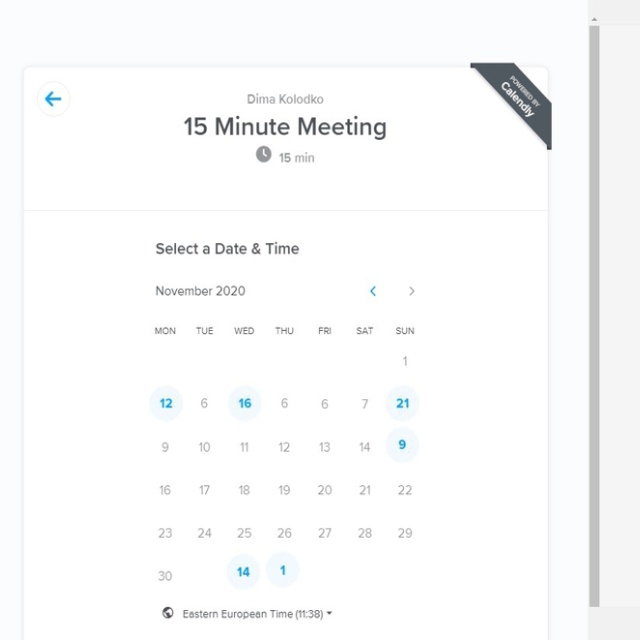 POWERED BY
Calendly
Dima Kolodko
15 Minute Meeting
15 min
Select a Date & Time
November 2020
MON TUE WED THU FRI SAT SUN
1
12 6 16 6 6 7 21
9 10 11 12 13 14 9
16 17 18 19 20 21 22
23 24 25 26 27 28 29
30 14 1
Eastern European Time (11:38)